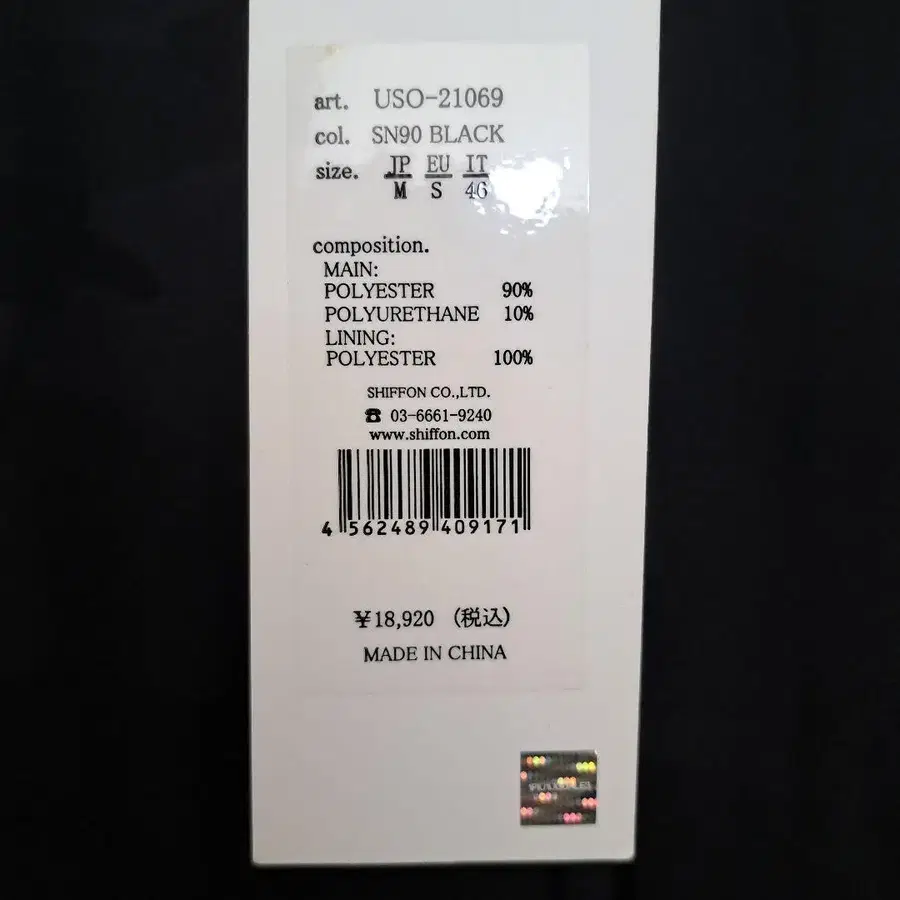 art. USO-21069
col. SN90 BLACK
size. JP EU IT
M S 46
composition.
MAIN:
POLYESTER 90%
POLYURETHANE 10%
LINING:
POLYESTER 100%
SHIFFON CO.,LTD.
☎ 03-6661-9240
www.shiffon.com
4 562489 409171
¥18,920 (税込)
MADE IN CHINA